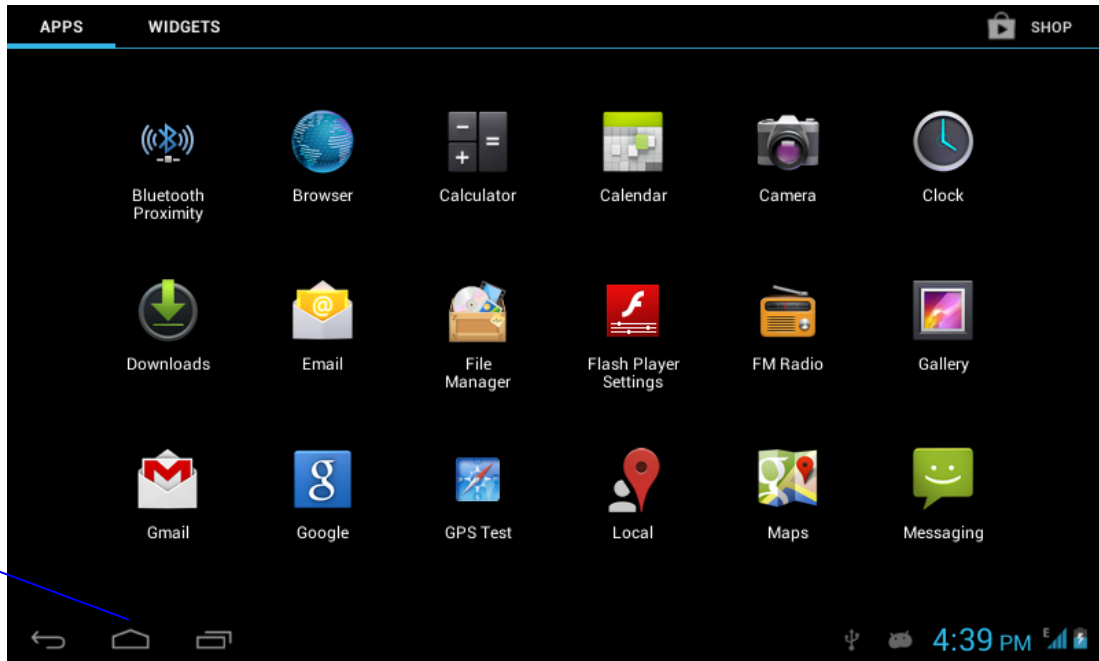 APPS WIDGETS SHOP
Bluetooth Proximity Browser Calculator Calendar Camera Clock
Downloads Email File Manager Flash Player Settings FM Radio Gallery
Gmail Google GPS Test Local Maps Messaging
4:39 PM E